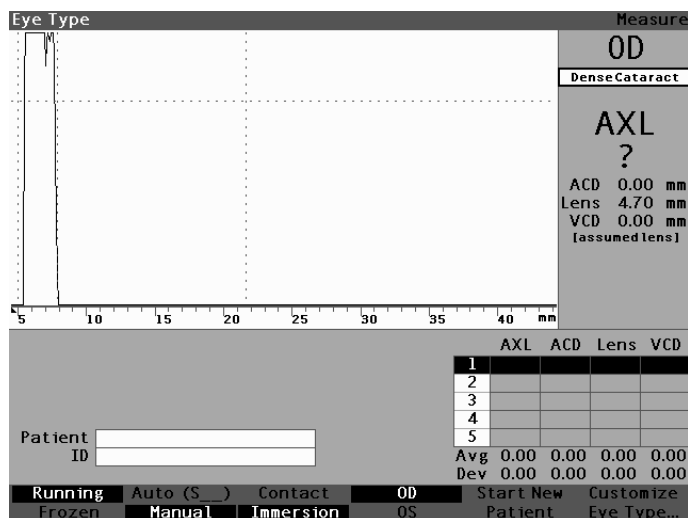 Eye Type Measure
OD
DenseCataract
AXL
?
ACD 0.00 mm
Lens 4.70 mm
VCD 0.00 mm
[assumed lens]
5 10 15 20 25 30 35 40 mm
AXL ACD Lens VCD
1
2
3
4
5
Patient
ID
Avg 0.00 0.00 0.00 0.00
Dev 0.00 0.00 0.00 0.00
Running Auto (S__) Contact OD Start New Customize
Frozen Manual Immersion OS Patient Eye Type...